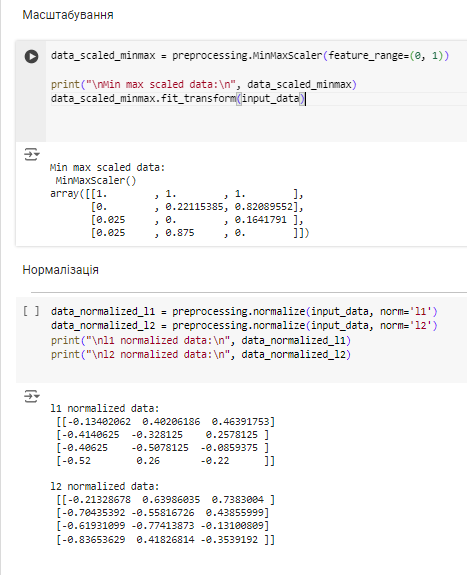 Масштабування
data_scaled_minmax = preprocessing.MinMaxScaler(feature_range=(0, 1))
print("\nMin max scaled data:\n", data_scaled_minmax)
data_scaled_minmax.fit_transform(input_data)
Min max scaled data:
 MinMaxScaler()
array([[1.        , 1.        , 1.        ],
       [0.        , 0.22115385, 0.82089552],
       [0.025     , 0.        , 0.1641791 ],
       [0.025     , 0.875     , 0.        ]])
Нормалізація
[ ] data_normalized_l1 = preprocessing.normalize(input_data, norm='l1')
data_normalized_l2 = preprocessing.normalize(input_data, norm='l2')
print("\nl1 normalized data:\n", data_normalized_l1)
print("\nl2 normalized data:\n", data_normalized_l2)
l1 normalized data:
 [[-0.13402062  0.40206186  0.46391753]
 [-0.4140625  -0.328125    0.2578125 ]
 [-0.40625    -0.5078125  -0.0859375 ]
 [-0.52        0.26       -0.22      ]]
l2 normalized data:
 [[-0.21328678  0.63986035  0.7383004 ]
 [-0.70435392 -0.55816726  0.43855999]
 [-0.61931099 -0.77413873 -0.13100809]
 [-0.83653629  0.41826814 -0.3539192 ]]